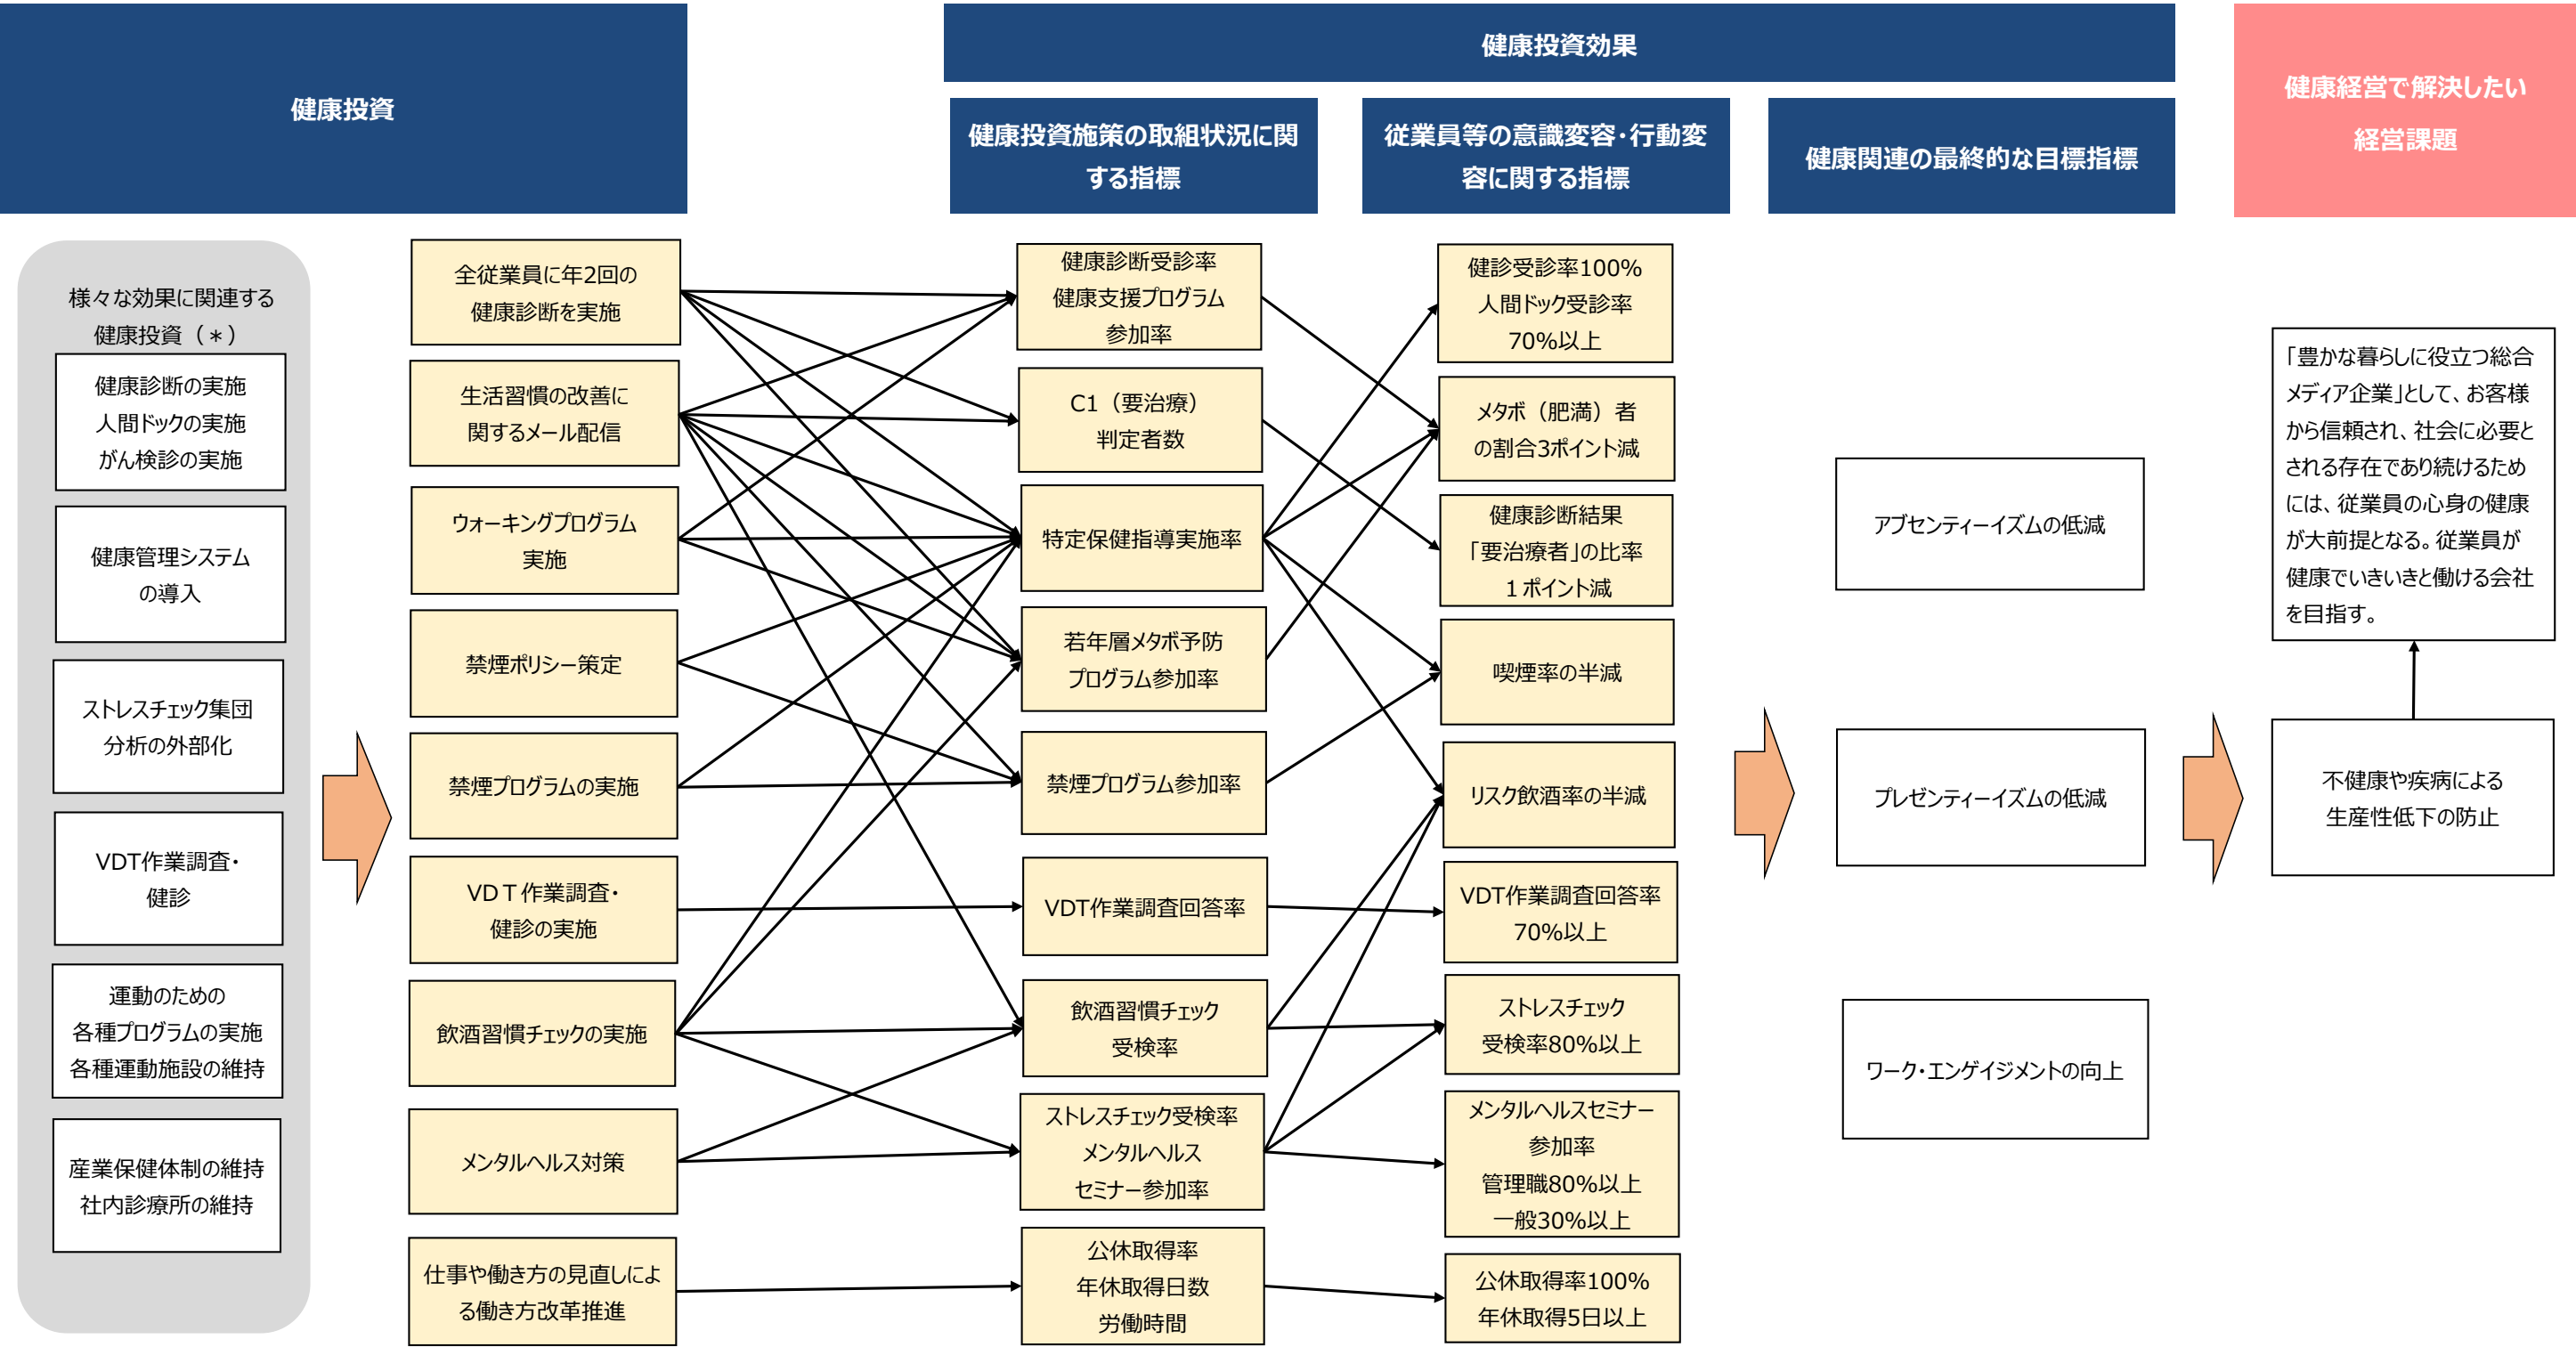 健康投資
健康投資効果
健康投資施策の取組状況に関
する指標
従業員等の意識変容・行動変
容に関する指標
健康関連の最終的な目標指標
健康経営で解決したい
経営課題
様々な効果に関連する
健康投資（＊）
健康診断の実施
人間ドックの実施
がん検診の実施
健康管理システム
の導入
ストレスチェック集団
分析の外部化
VDT作業調査・
健診
運動のための
各種プログラムの実施
各種運動施設の維持
産業保健体制の維持
社内診療所の維持
全従業員に年2回の
健康診断を実施
生活習慣の改善に
関するメール配信
ウォーキングプログラム
実施
禁煙ポリシー策定
禁煙プログラムの実施
VDＴ作業調査・
健診の実施
飲酒習慣チェックの実施
メンタルヘルス対策
仕事や働き方の見直しによ
る働き方改革推進
健康診断受診率
健康支援プログラム
参加率
C1（要治療）
判定者数
特定保健指導実施率
若年層メタボ予防
プログラム参加率
禁煙プログラム参加率
VDT作業調査回答率
飲酒習慣チェック
受検率
ストレスチェック受検率
メンタルヘルス
セミナー参加率
公休取得率
年休取得日数
労働時間
健診受診率100%
人間ドック受診率
70%以上
メタボ（肥満）者
の割合3ポイント減
健康診断結果
「要治療者」の比率
１ポイント減
喫煙率の半減
リスク飲酒率の半減
VDT作業調査回答率
70%以上
ストレスチェック
受検率80%以上
メンタルヘルスセミナー
参加率
管理職80%以上
一般30%以上
公休取得率100%
年休取得5日以上
アブセンティーイズムの低減
プレゼンティーイズムの低減
ワーク・エンゲイジメントの向上
「豊かな暮らしに役立つ総合
メディア企業」として、お客様
から信頼され、社会に必要と
される存在であり続けるため
には、従業員の心身の健康
が大前提となる。従業員が
健康でいきいきと働ける会社
を目指す。
不健康や疾病による
生産性低下の防止